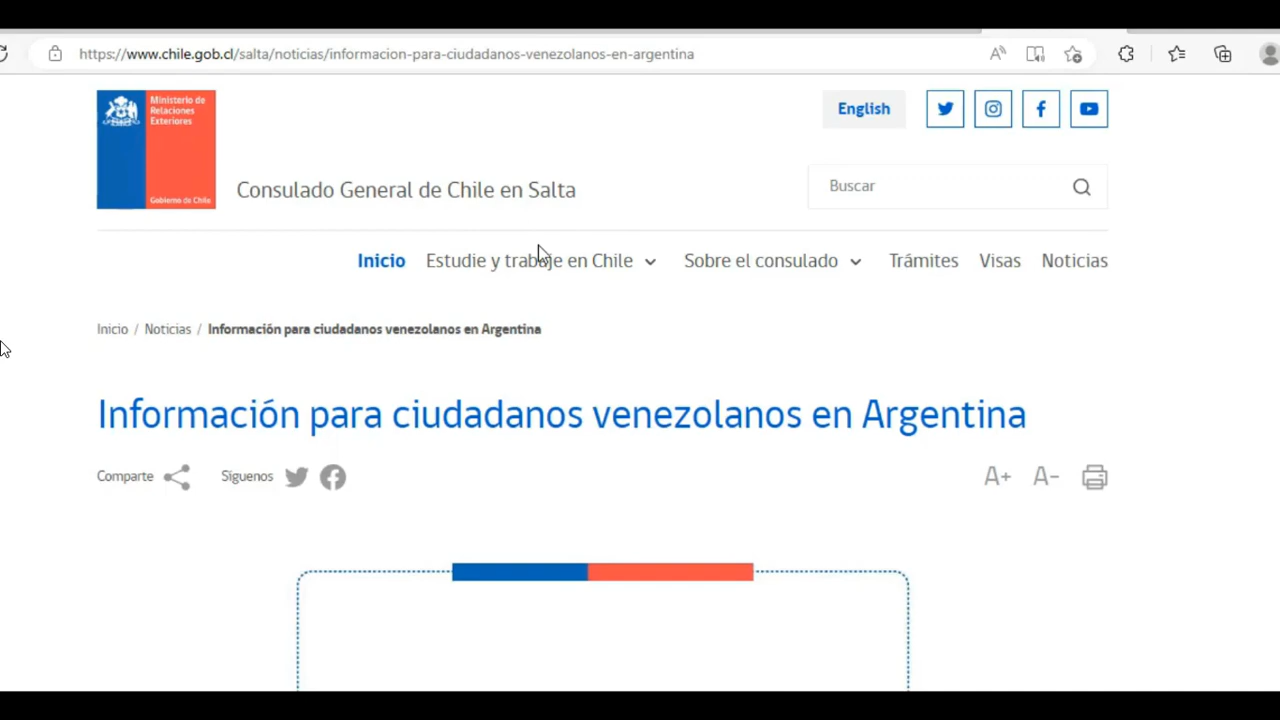 https://www.chile.gob.cl/salta/noticias/informacion-para-ciudadanos-venezolanos-en-argentina
Ministerio de
Relaciones
Exteriores
Gobierno de Chile
English
Consulado General de Chile en Salta
Buscar
Inicio Estudie y trabaje en Chile Sobre el consulado Trámites Visas Noticias
Inicio / Noticias / Información para ciudadanos venezolanos en Argentina
Información para ciudadanos venezolanos en Argentina
Comparte Síguenos A+ A-